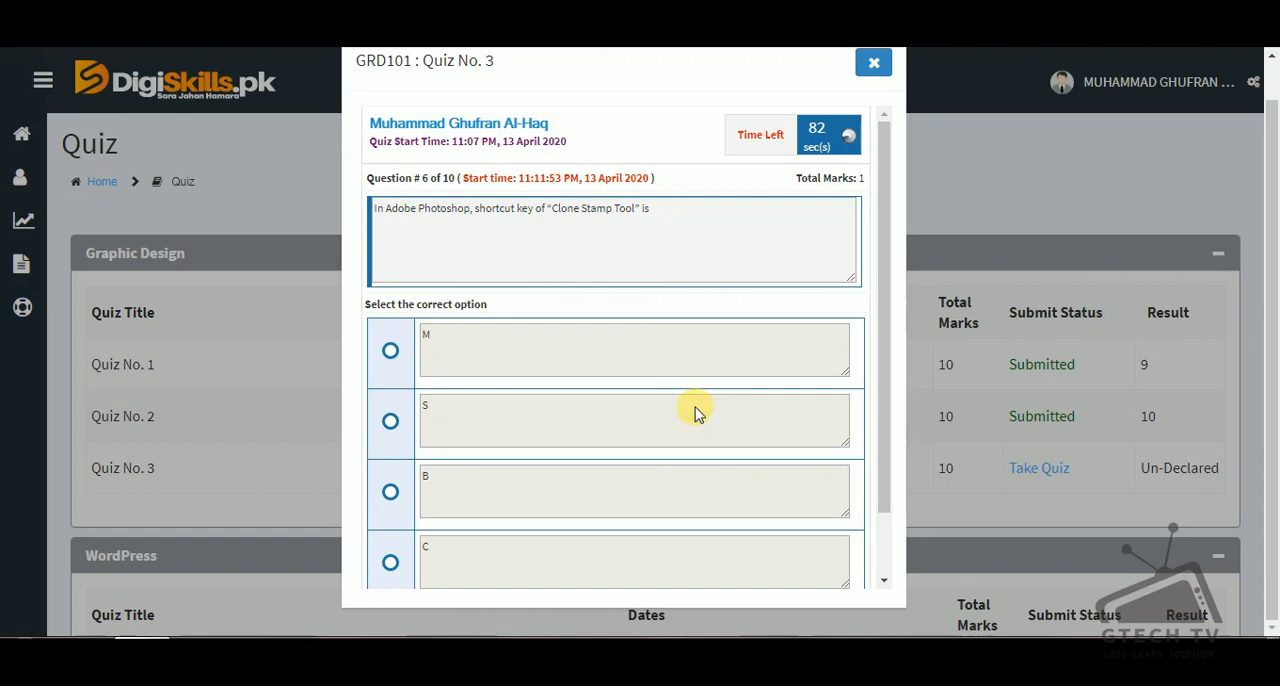 GRD101 : Quiz No. 3
DigiSkills.pk
Sara Jahan Hamara
MUHAMMAD GHUFRAN ...
Muhammad Ghufran Al-Haq
Quiz Start Time: 11:07 PM, 13 April 2020
Time Left
82
sec(s)
Quiz
Home
Quiz
Question # 6 of 10 ( Start time: 11:11:53 PM, 13 April 2020 )
Total Marks: 1
In Adobe Photoshop, shortcut key of “Clone Stamp Tool” is
Select the correct option
M
S
B
C
Graphic Design
Quiz Title
Total
Marks
Submit Status
Result
Quiz No. 1
10
Submitted
9
Quiz No. 2
10
Submitted
10
Quiz No. 3
10
Take Quiz
Un-Declared
WordPress
Quiz Title
Dates
Total
Marks
Submit Status
Result
GTECH TV
LETS LEARN TOGETHER